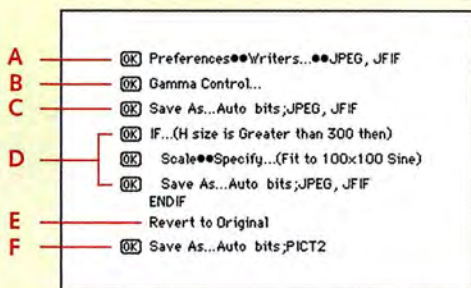 A OK Preferences●●Writers...●●JPEG, JFIF
B OK Gamma Control...
C OK Save As...Auto bits;JPEG, JFIF
OK IF...(H size is Greater than 300 then)
D OK Scale●●Specify...(Fit to 100x100 Sine)
OK Save As...Auto bits;JPEG, JFIF
ENDIF
E Revert to Original
F OK Save As...Auto bits;PICT2